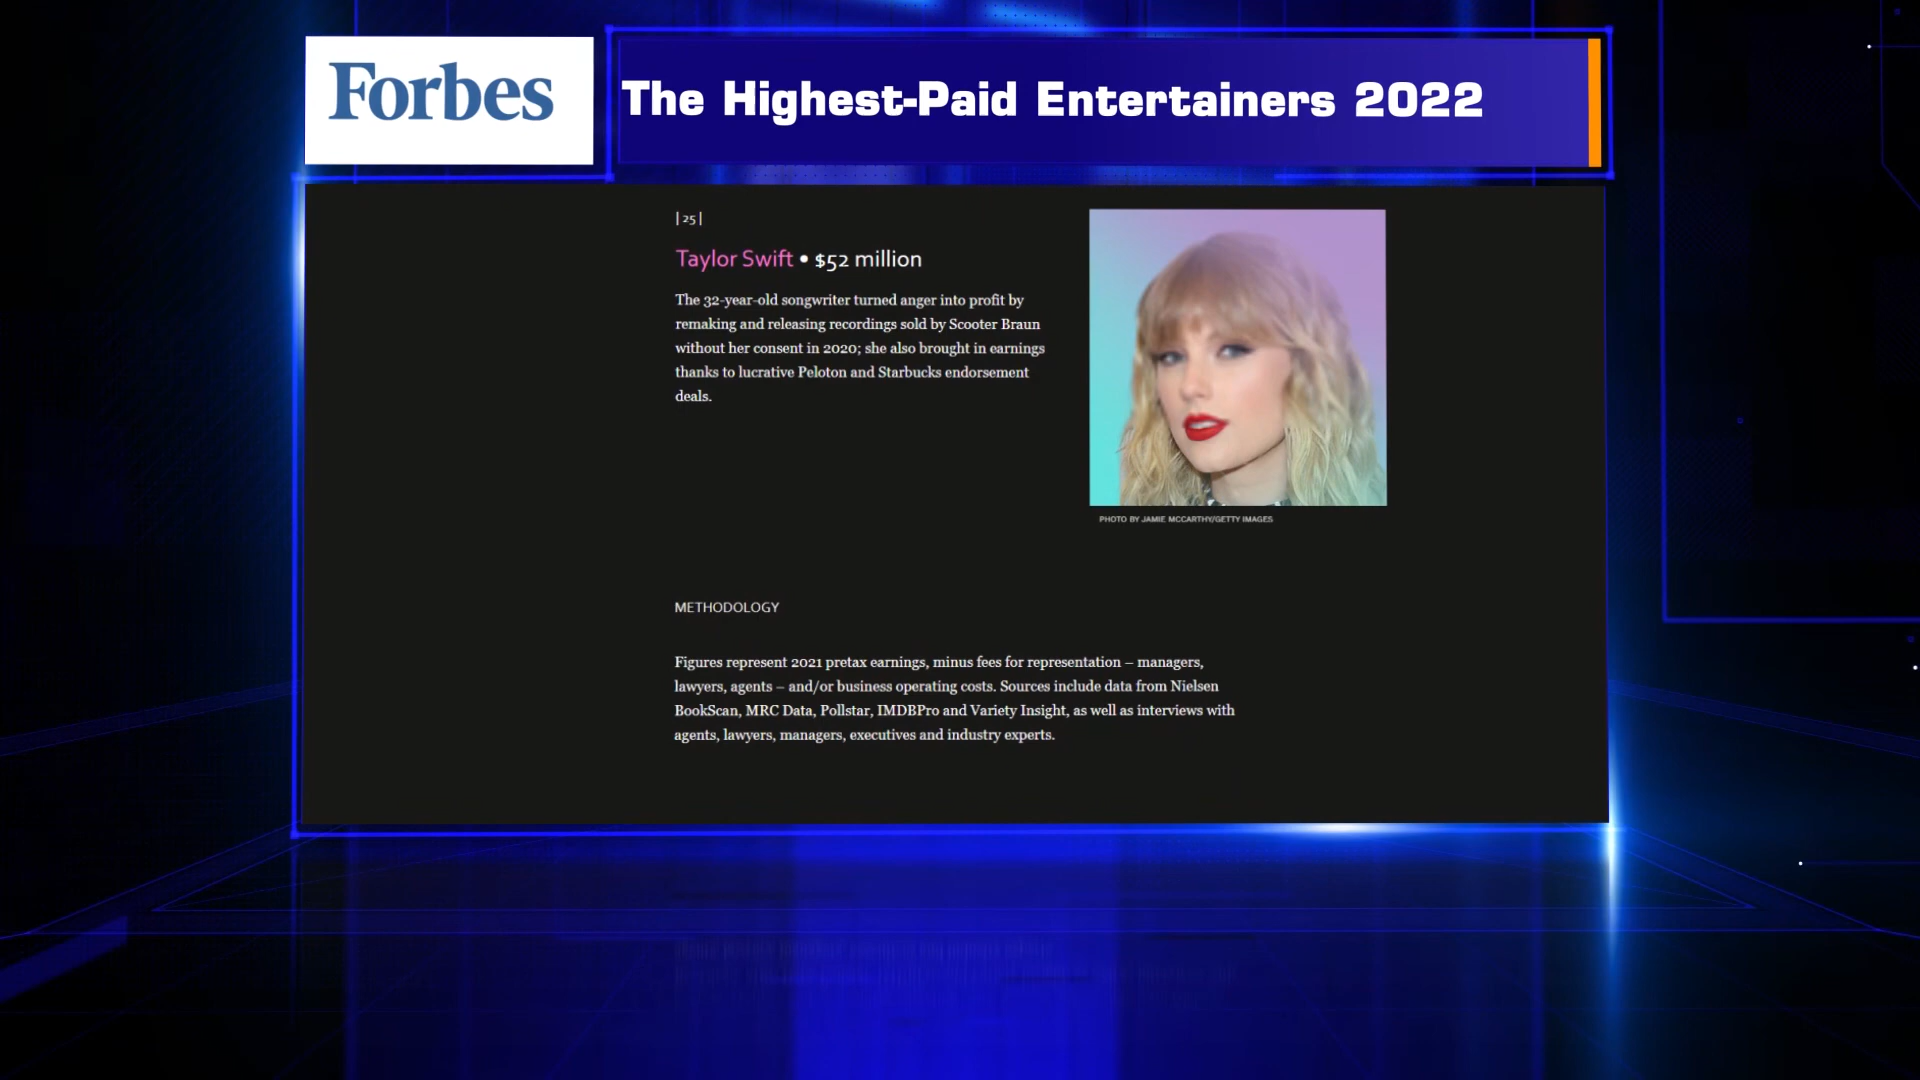 Forbes
The Highest-Paid Entertainers 2022
| 25 |
Taylor Swift • $52 million
The 32-year-old songwriter turned anger into profit by
remaking and releasing recordings sold by Scooter Braun
without her consent in 2020; she also brought in earnings
thanks to lucrative Peloton and Starbucks endorsement
deals.
PHOTO BY JAMIE MCCARTHY/GETTY IMAGES
METHODOLOGY
Figures represent 2021 pretax earnings, minus fees for representation – managers,
lawyers, agents – and/or business operating costs. Sources include data from Nielsen
BookScan, MRC Data, Pollstar, IMDBPro and Variety Insight, as well as interviews with
agents, lawyers, managers, executives and industry experts.